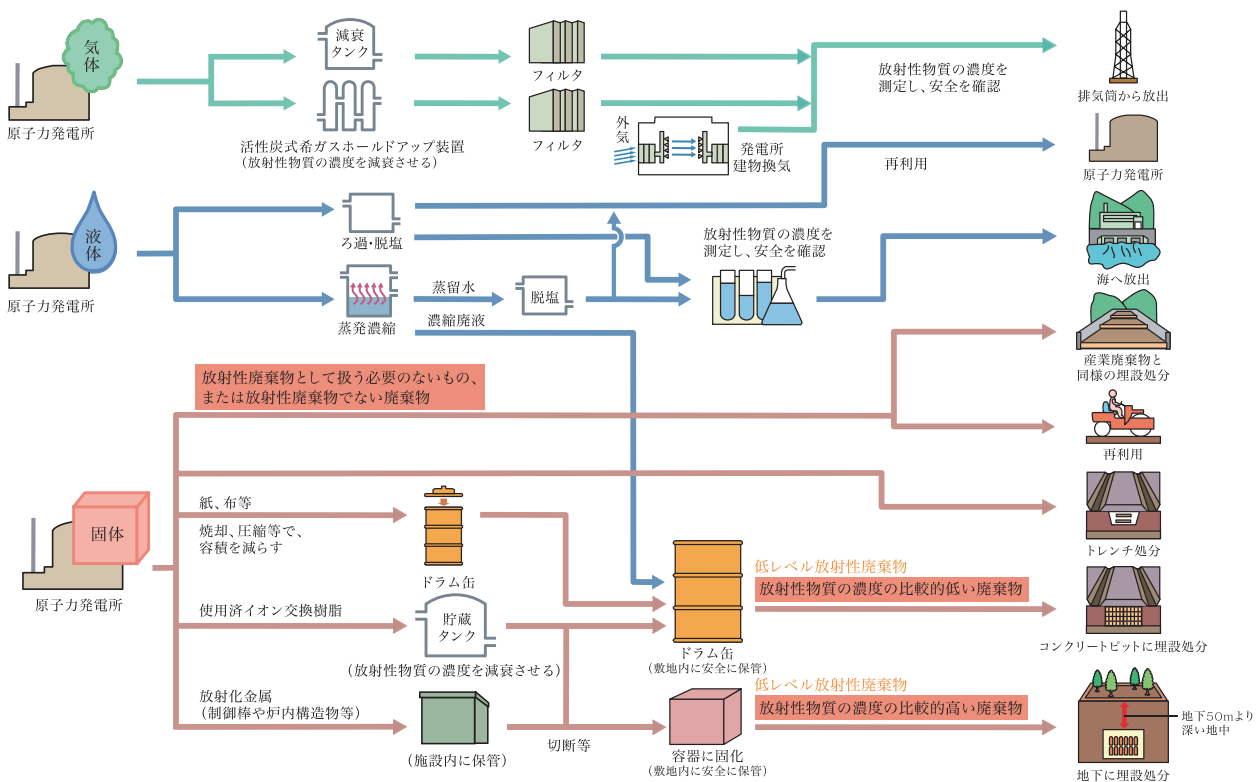 気
体
原子力発電所
減衰
タンク
フィルタ
活性炭式希ガスホールドアップ装置
(放射性物質の濃度を減衰させる)
フィルタ
外
気
発電所
建物換気
放射性物質の濃度を
測定し、安全を確認
排気筒から放出
再利用
原子力発電所
液
体
原子力発電所
ろ過・脱塩
蒸発濃縮
蒸留水
濃縮廃液
脱塩
放射性物質の濃度を
測定し、安全を確認
海へ放出
産業廃棄物と
同様の埋設処分
放射性廃棄物として扱う必要のないもの、
または放射性廃棄物でない廃棄物
再利用
固体
原子力発電所
紙、布等
焼却、圧縮等で、
容積を減らす
ドラム缶
トレンチ処分
使用済イオン交換樹脂
貯蔵
タンク
(放射性物質の濃度を減衰させる)
ドラム缶
(敷地内に安全に保管)
低レベル放射性廃棄物
放射性物質の濃度の比較的低い廃棄物
コンクリートピットに埋設処分
放射化金属
(制御棒や炉内構造物等)
(施設内に保管)
切断等
容器に固化
(敷地内に安全に保管)
低レベル放射性廃棄物
放射性物質の濃度の比較的高い廃棄物
地下50mより
深い地中
地下に埋設処分